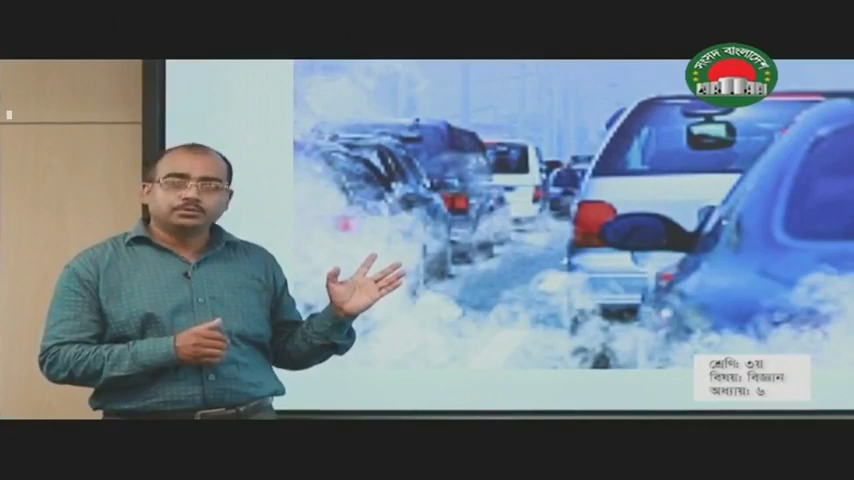 সংসদ বাংলাদেশ
শ্রেণি: ৩য়
বিষয়: বিজ্ঞান
অধ্যায়: ৬